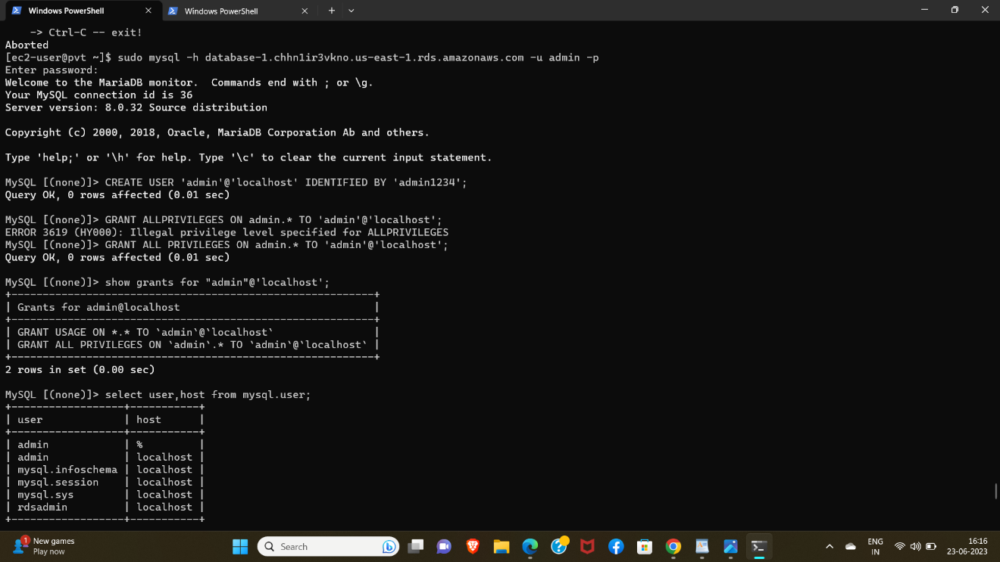 Windows PowerShell
Windows PowerShell
-> Ctrl-C -- exit!
Aborted
[ec2-user@pvt ~]$ sudo mysql -h database-1.chhn1ir3vkno.us-east-1.rds.amazonaws.com -u admin -p
Enter password:
Welcome to the MariaDB monitor.  Commands end with ; or \g.
Your MySQL connection id is 36
Server version: 8.0.32 Source distribution
Copyright (c) 2000, 2018, Oracle, MariaDB Corporation Ab and others.
Type 'help;' or '\h' for help. Type '\c' to clear the current input statement.
MySQL [(none)]> CREATE USER 'admin'@'localhost' IDENTIFIED BY 'admin1234';
Query OK, 0 rows affected (0.01 sec)
MySQL [(none)]> GRANT ALLPRIVILEGES ON admin.* TO 'admin'@'localhost';
ERROR 3619 (HY000): Illegal privilege level specified for ALLPRIVILEGES
MySQL [(none)]> GRANT ALL PRIVILEGES ON admin.* TO 'admin'@'localhost';
Query OK, 0 rows affected (0.01 sec)
MySQL [(none)]> show grants for "admin"@'localhost';
+----------------------------------------------------------+
| Grants for admin@localhost                               |
+----------------------------------------------------------+
| GRANT USAGE ON *.* TO `admin`@`localhost`                |
| GRANT ALL PRIVILEGES ON `admin`.* TO `admin`@`localhost` |
+----------------------------------------------------------+
2 rows in set (0.00 sec)
MySQL [(none)]> select user,host from mysql.user;
+------------------+-----------+
| user             | host      |
+------------------+-----------+
| admin            | %         |
| admin            | localhost |
| mysql.infoschema | localhost |
| mysql.session    | localhost |
| mysql.sys        | localhost |
| rdsadmin         | localhost |
+------------------+-----------+
1
New games
Play now
Search
ENG
IN
16:16
23-06-2023